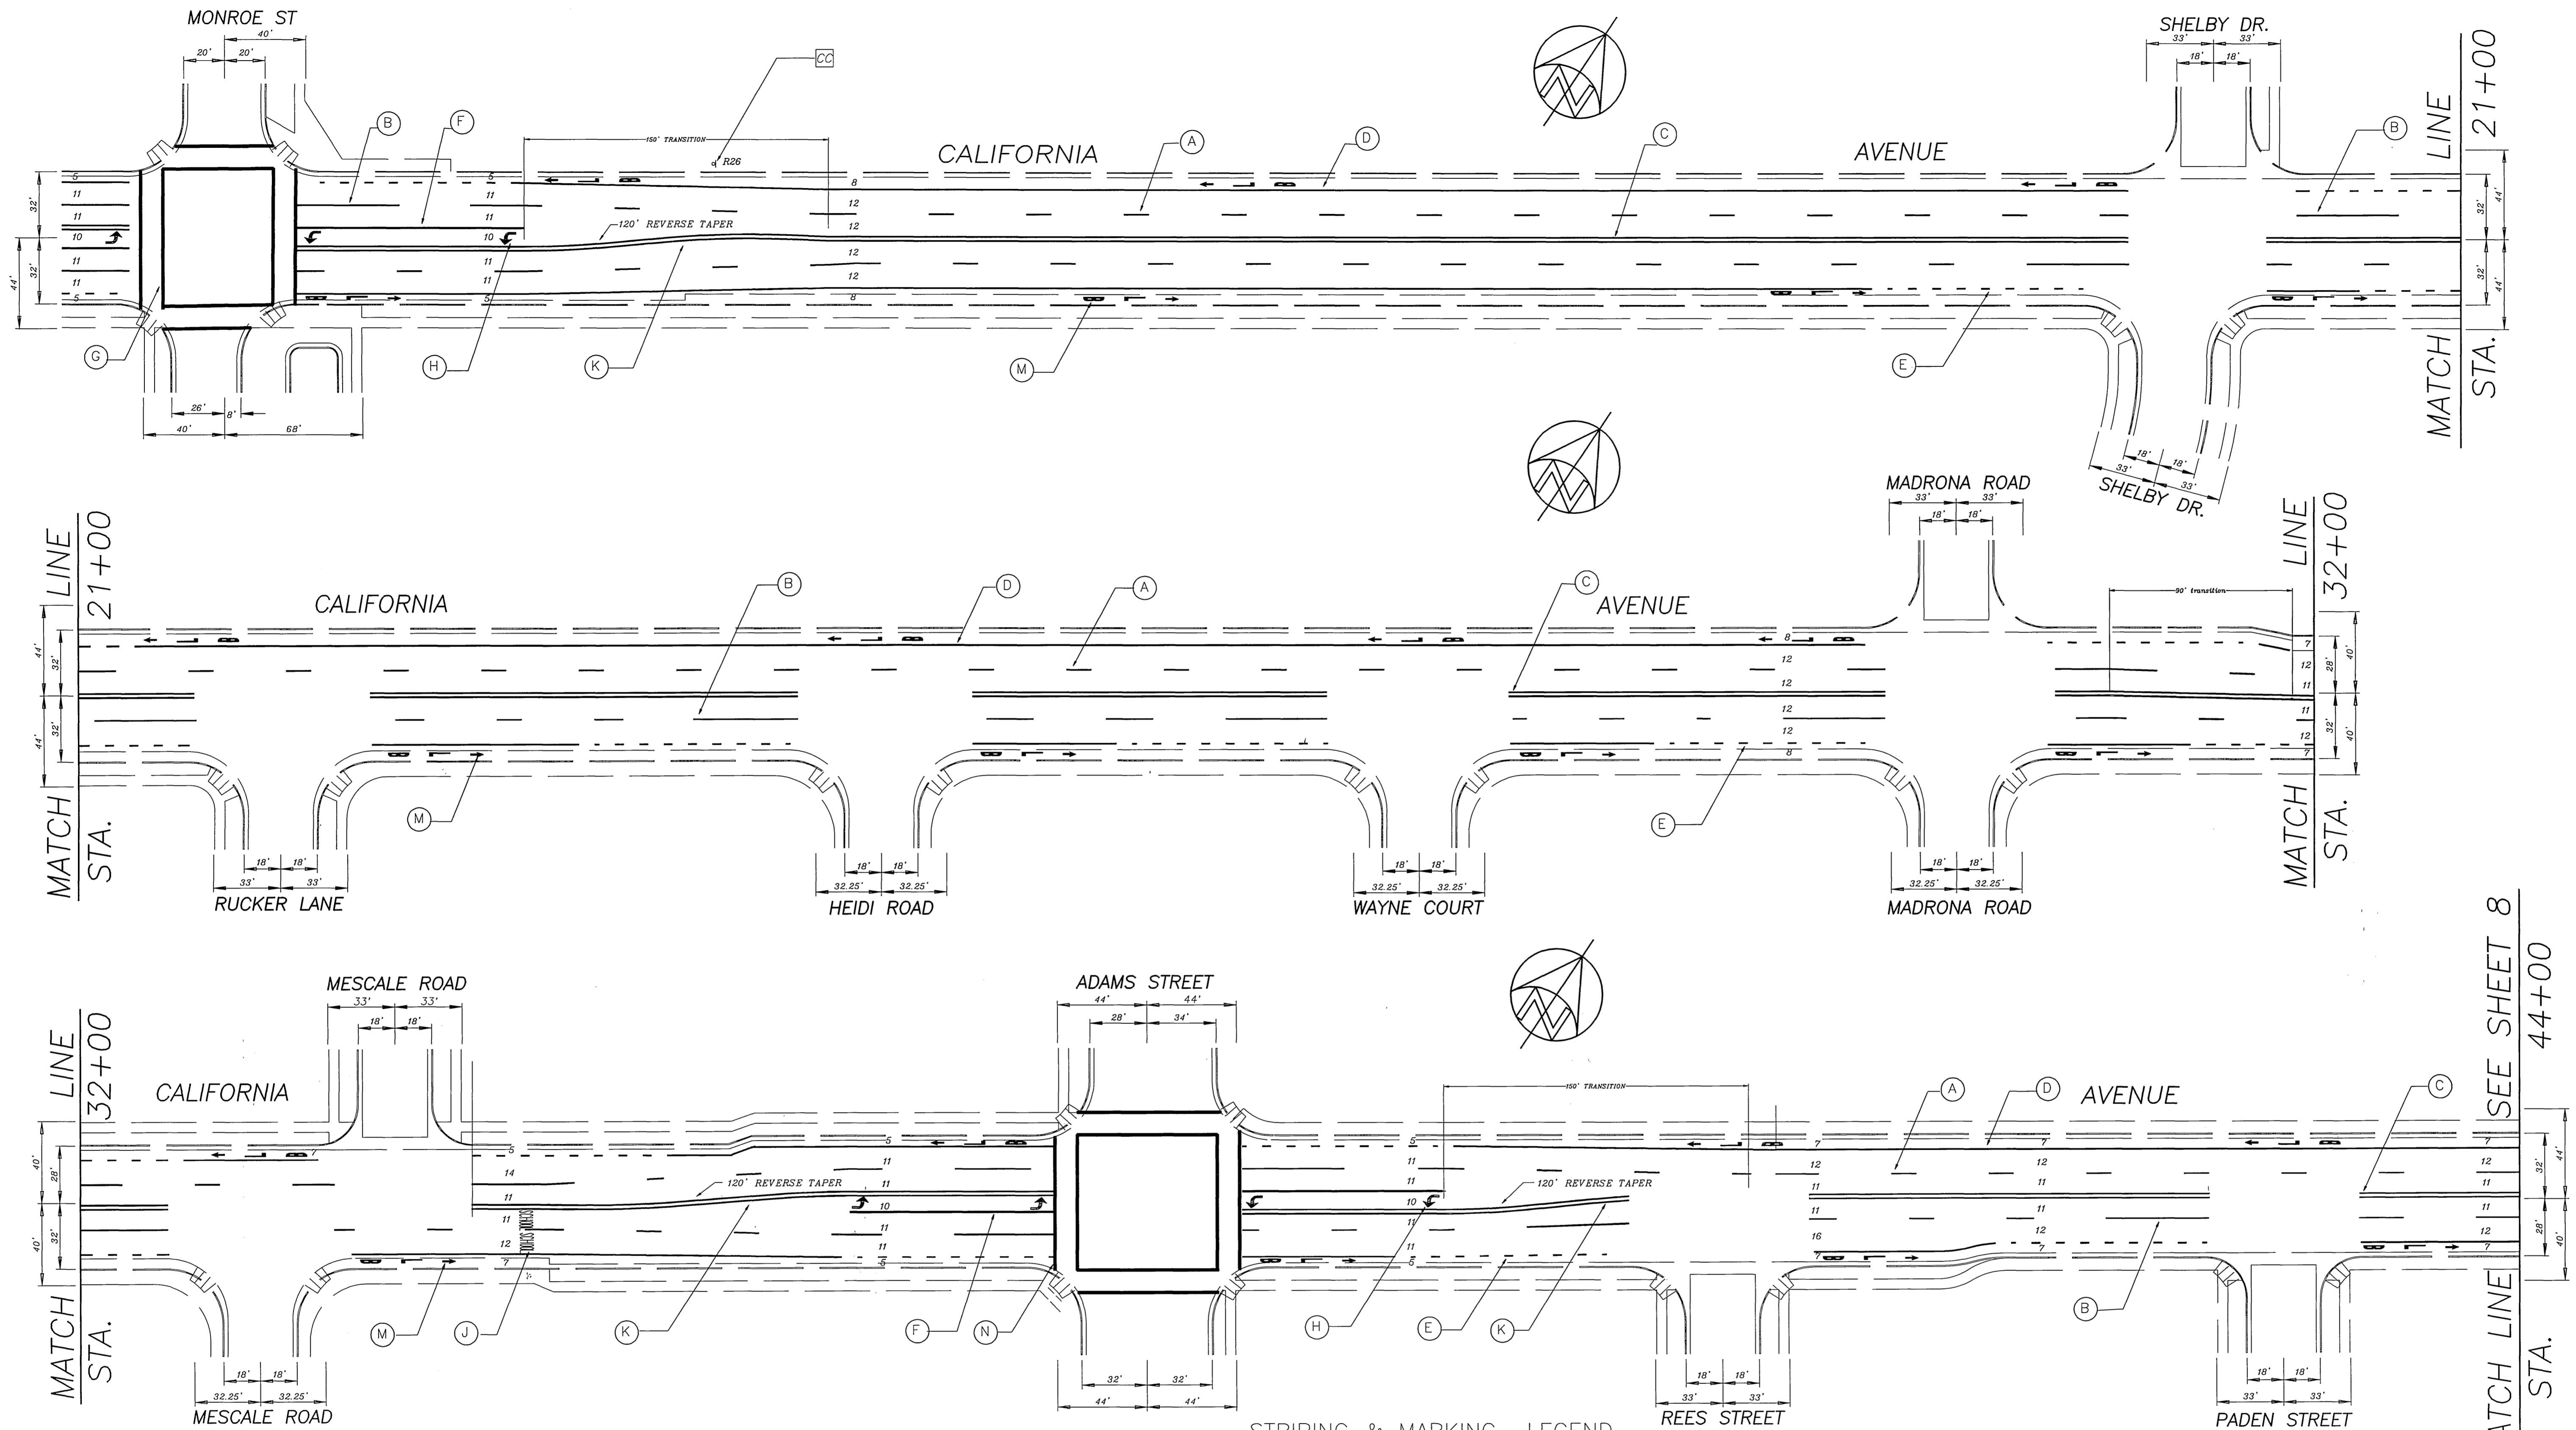 MONROE ST
40'
20' 20'
CC
SHELBY DR.
33' 33'
18' 18'
MATCH LINE
STA. 21+00
B
F
150' TRANSITION
R26
CALIFORNIA
A
D
C
AVENUE
B
N
5
11
11
10
11
11
5
32'
32'
44'
5
11
11
10
11
11
5
120' REVERSE TAPER
8
12
12
12
12
8
32'
44'
32'
44'
G
H
K
M
E
26' 8'
40' 68'
18' 18'
33' 33'
SHELBY DR.
MATCH LINE
STA. 21+00
N
MADRONA ROAD
33' 33'
18' 18'
MATCH LINE
STA. 32+00
CALIFORNIA
B
D
A
C
AVENUE
90' transition
44'
32'
44'
32'
8
12
12
12
12
8
7
12
11
11
12
7
28'
40'
32'
40'
M
E
18' 18'
33' 33'
RUCKER LANE
18' 18'
32.25' 32.25'
HEIDI ROAD
18' 18'
32.25' 32.25'
WAYNE COURT
18' 18'
32.25' 32.25'
MADRONA ROAD
MATCH LINE
STA. 32+00
MESCALE ROAD
33' 33'
18' 18'
ADAMS STREET
44' 44'
28' 34'
N
MATCH LINE SEE SHEET 8
STA. 44+00
CALIFORNIA
150' TRANSITION
A
D
AVENUE
C
40'
28'
40'
32'
7
5
14
11
11
12
7
SCHOOL
SCHOOL
120' REVERSE TAPER
5
11
11
10
11
11
5
5
11
11
10
11
11
5
120' REVERSE TAPER
7
12
11
11
16
7
7
12
11
11
12
7
7
12
11
11
12
7
32'
44'
28'
40'
M
J
K
F
N
H
E
K
B
18' 18'
32.25' 32.25'
MESCALE ROAD
32' 32'
44' 44'
18' 18'
33' 33'
REES STREET
18' 18'
33' 33'
PADEN STREET
STRIPING & MARKING LEGEND